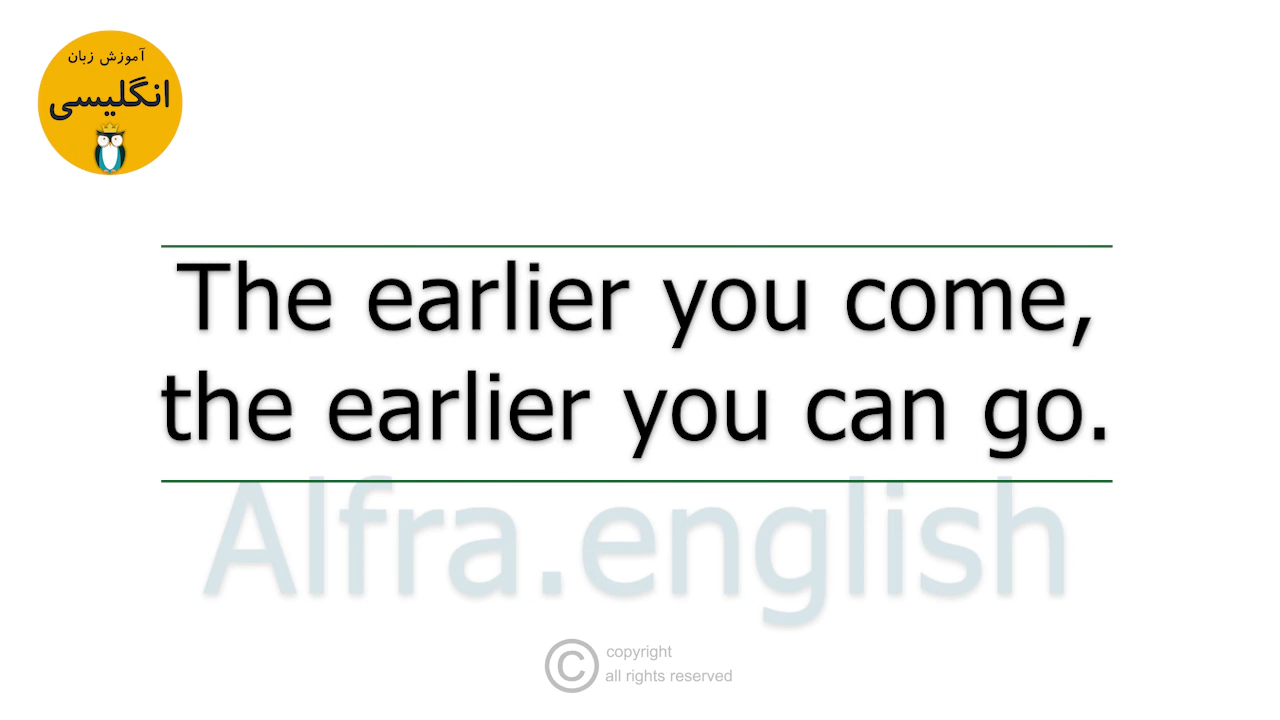 آموزش زبان
انگلیسی
The earlier you come,
the earlier you can go.
Alfra.english
© copyright
all rights reserved